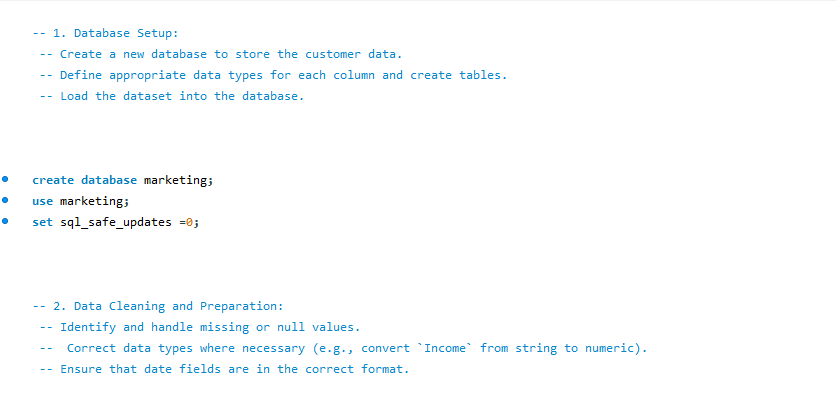 -- 1. Database Setup:
-- Create a new database to store the customer data.
-- Define appropriate data types for each column and create tables.
-- Load the dataset into the database.
create database marketing;
use marketing;
set sql_safe_updates =0;
-- 2. Data Cleaning and Preparation:
-- Identify and handle missing or null values.
--  Correct data types where necessary (e.g., convert `Income` from string to numeric).
-- Ensure that date fields are in the correct format.